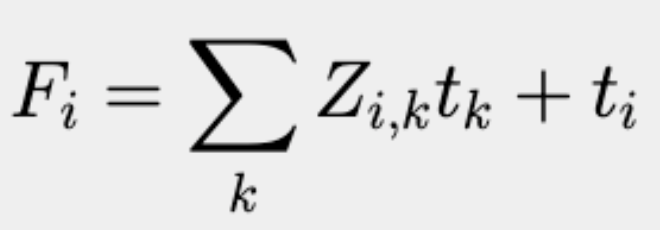 $F_i = \sum_k Z_{i,k} t_k + t_i$